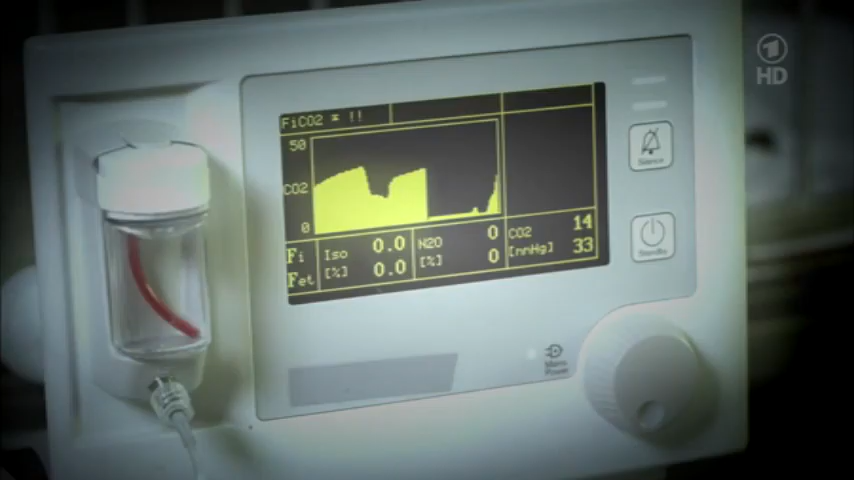 1
HD
FiCO2 = !!
50
CO2
0
Fi
Fet
Iso 0.0
[%] 0.0
N2O 0
[%] 0
CO2 14
[mmHg] 33
Silence
Standby
Mains
Power